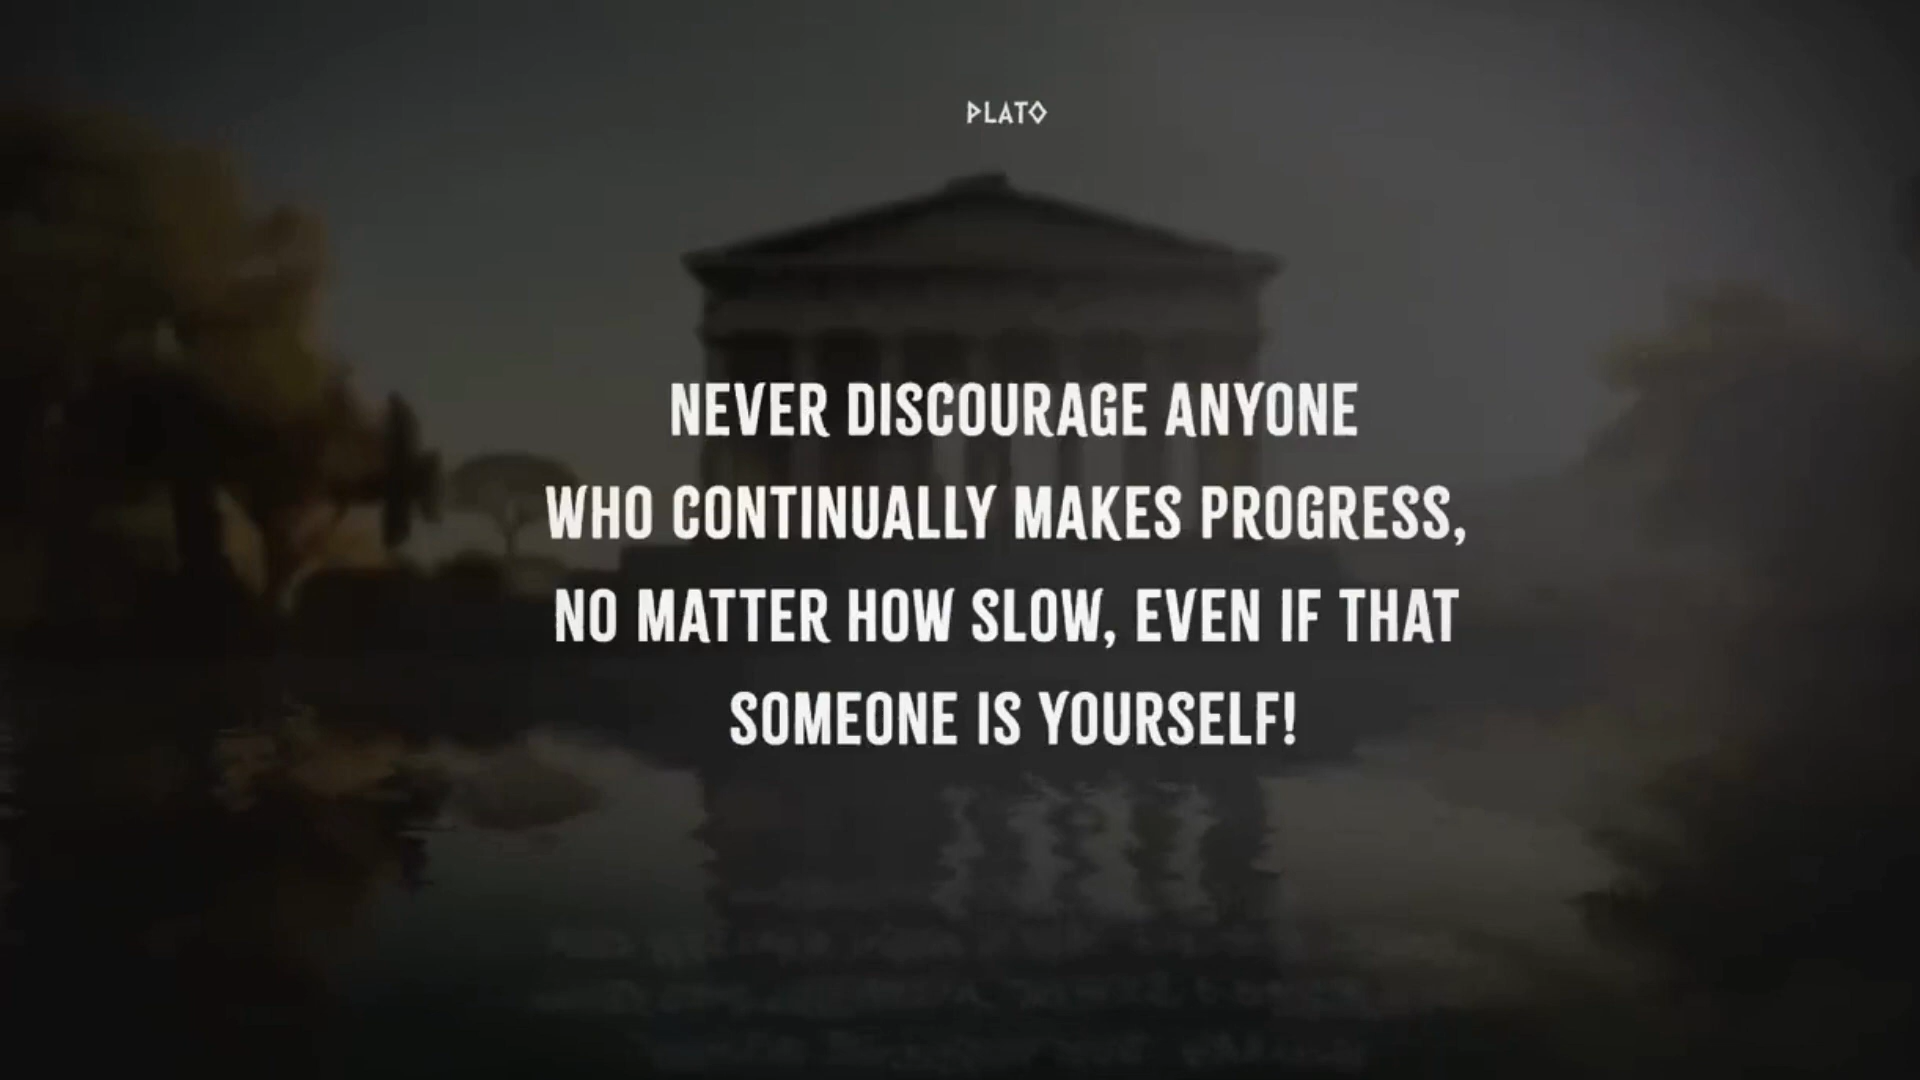 PLATO
NEVER DISCOURAGE ANYONE
WHO CONTINUALLY MAKES PROGRESS,
NO MATTER HOW SLOW, EVEN IF THAT
SOMEONE IS YOURSELF!